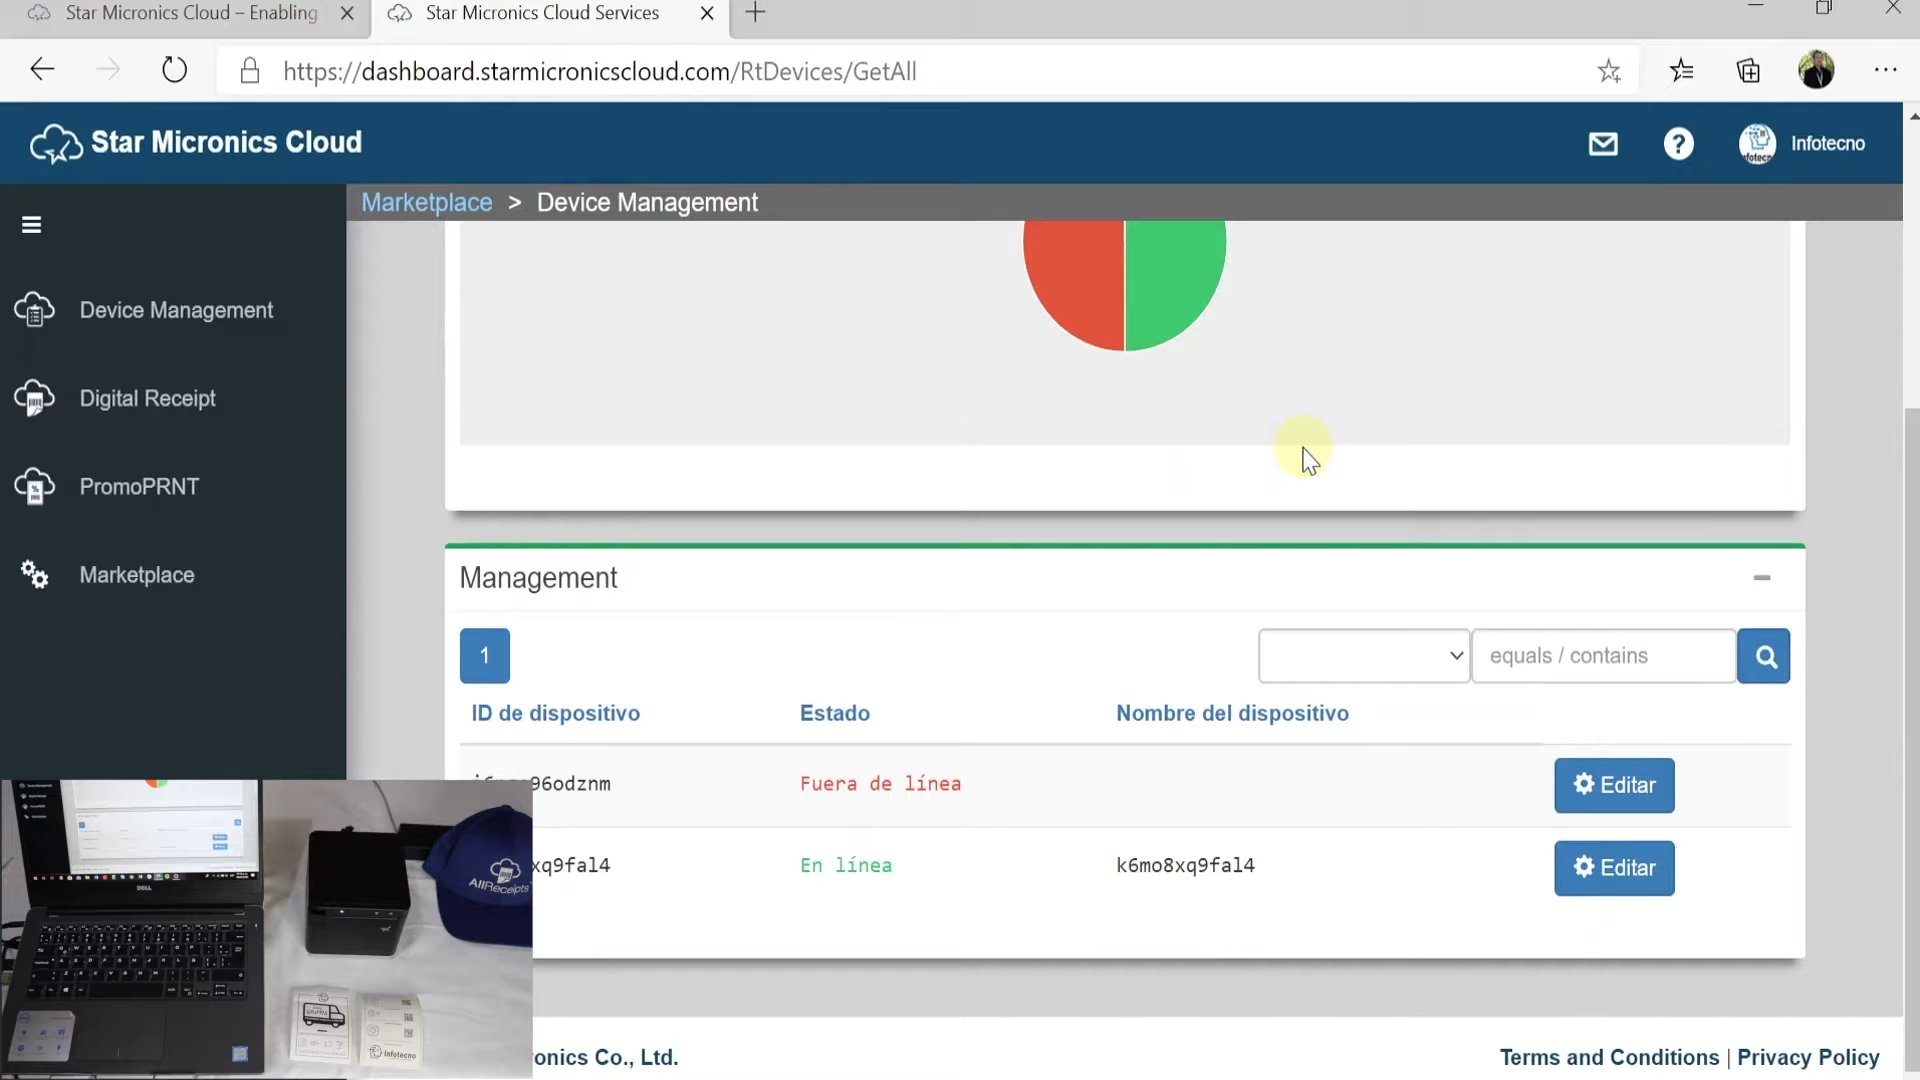 Star Micronics Cloud – Enabling
Star Micronics Cloud Services
https://dashboard.starmicronicscloud.com/RtDevices/GetAll
Star Micronics Cloud
?
Infotecno
Marketplace > Device Management
Device Management
Digital Receipt
PromoPRNT
Marketplace
Management
1
equals / contains
ID de dispositivo
Estado
Nombre del dispositivo
96odznm
Fuera de línea
Editar
xq9fal4
En línea
k6mo8xq9fal4
Editar
AllReceipts
DELL
Infotecno
onics Co., Ltd.
Terms and Conditions | Privacy Policy